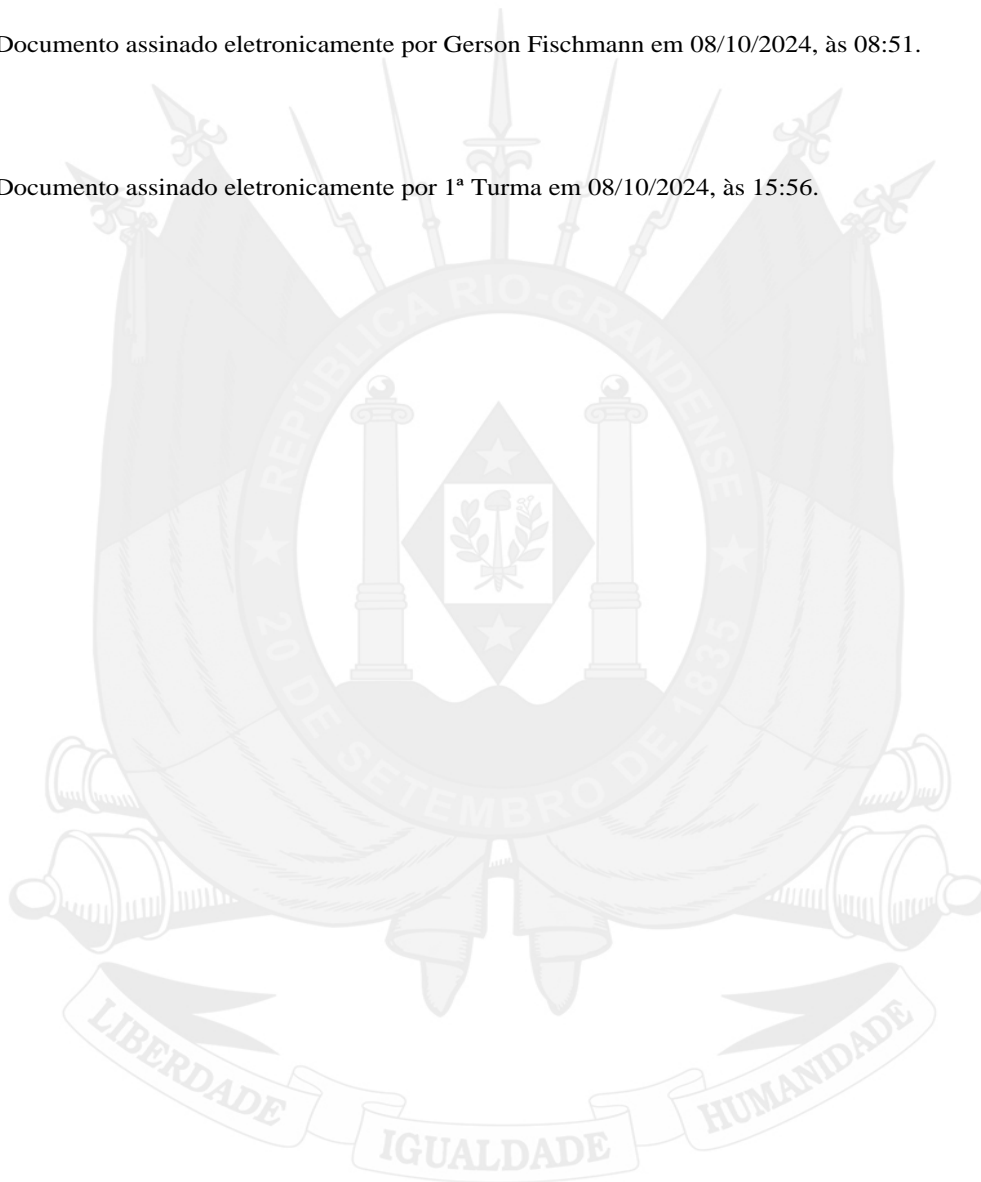 Documento assinado eletronicamente por Gerson Fischmann em 08/10/2024, às 08:51.
Documento assinado eletronicamente por 1ª Turma em 08/10/2024, às 15:56.
REPÚBLICA RIO-GRANDENSE
20 DE SETEMBRO DE 1835
LIBERDADE
IGUALDADE
HUMANIDADE